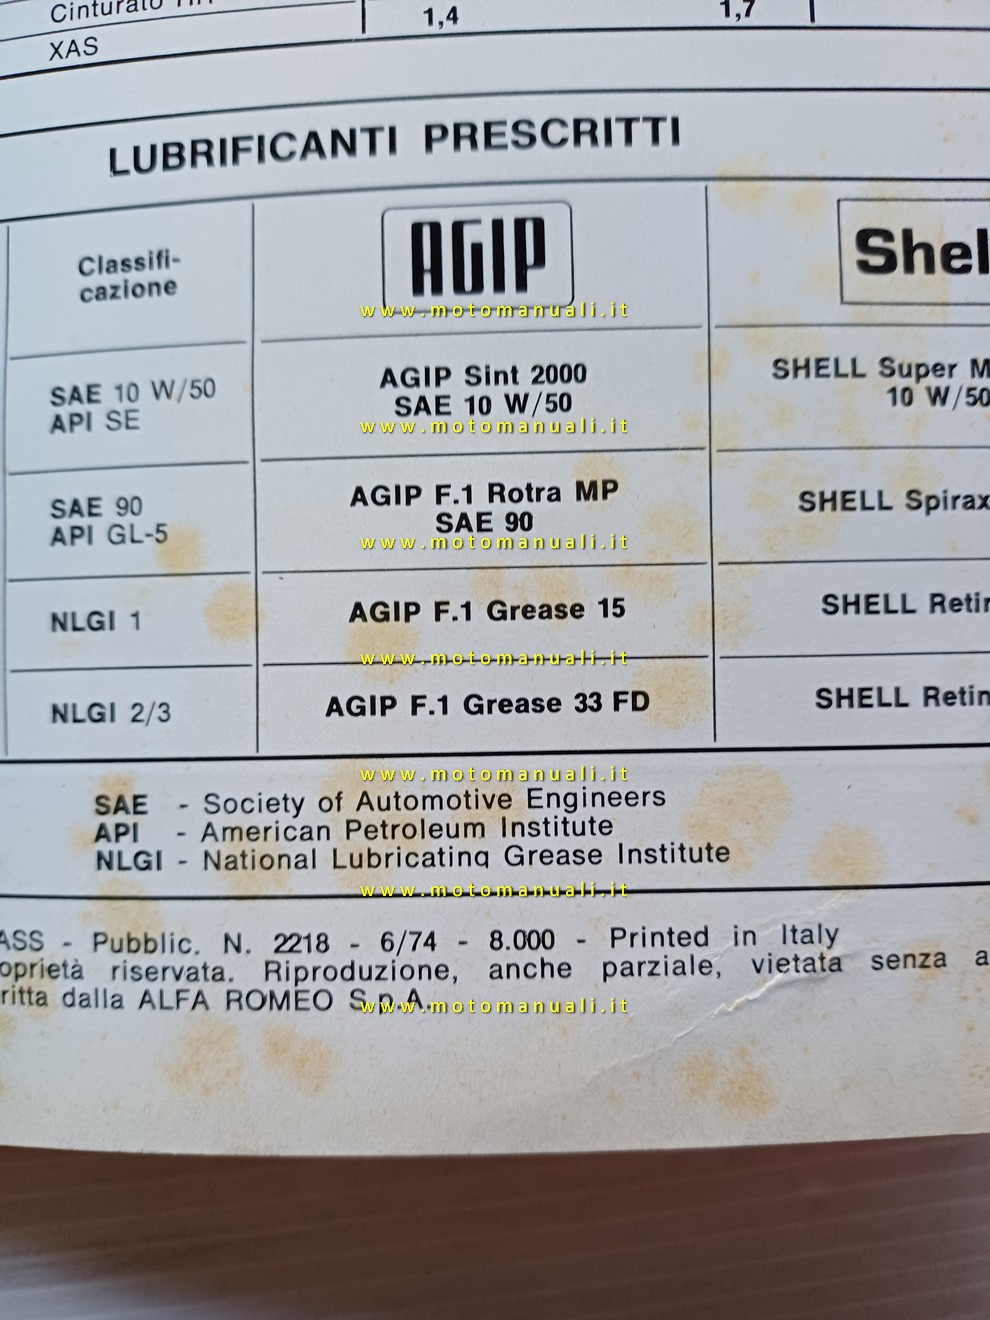 Cinturato
1,4 1,7
XAS
LUBRIFICANTI PRESCRITTI
Classifi-
cazione
AGIP
Shel
www.motomanuali.it
SAE 10 W/50
API SE
AGIP Sint 2000
SAE 10 W/50
SHELL Super M
10 W/50
www.motomanuali.it
SAE 90
API GL-5
AGIP F.1 Rotra MP
SAE 90
SHELL Spirax
www.motomanuali.it
NLGI 1
AGIP F.1 Grease 15
SHELL Retin
www.motomanuali.it
NLGI 2/3
AGIP F.1 Grease 33 FD
SHELL Retin
www.motomanuali.it
SAE - Society of Automotive Engineers
API - American Petroleum Institute
NLGI - National Lubricating Grease Institute
www.motomanuali.it
ASS - Pubblic. N. 2218 - 6/74 - 8.000 - Printed in Italy
oprietà riservata. Riproduzione, anche parziale, vietata senza a
ritta dalla ALFA ROMEO S.p.A.
www.motomanuali.it